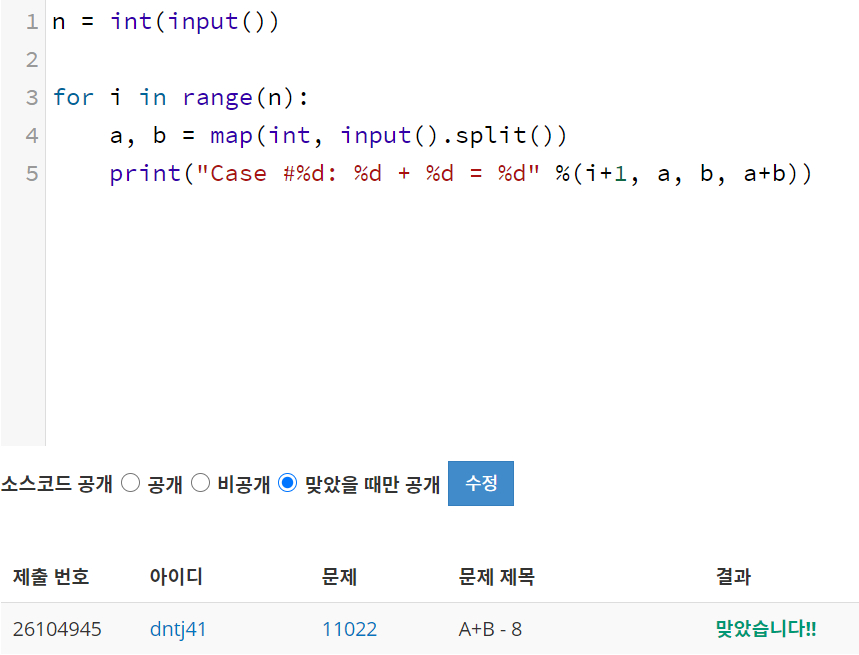 1 n = int(input())
2
3 for i in range(n):
4     a, b = map(int, input().split())
5     print("Case #%d: %d + %d = %d" %(i+1, a, b, a+b))
소스코드 공개 공개 비공개 맞았을 때만 공개 수정
제출 번호 아이디 문제 문제 제목 결과
26104945 dntj41 11022 A+B - 8 맞았습니다!!